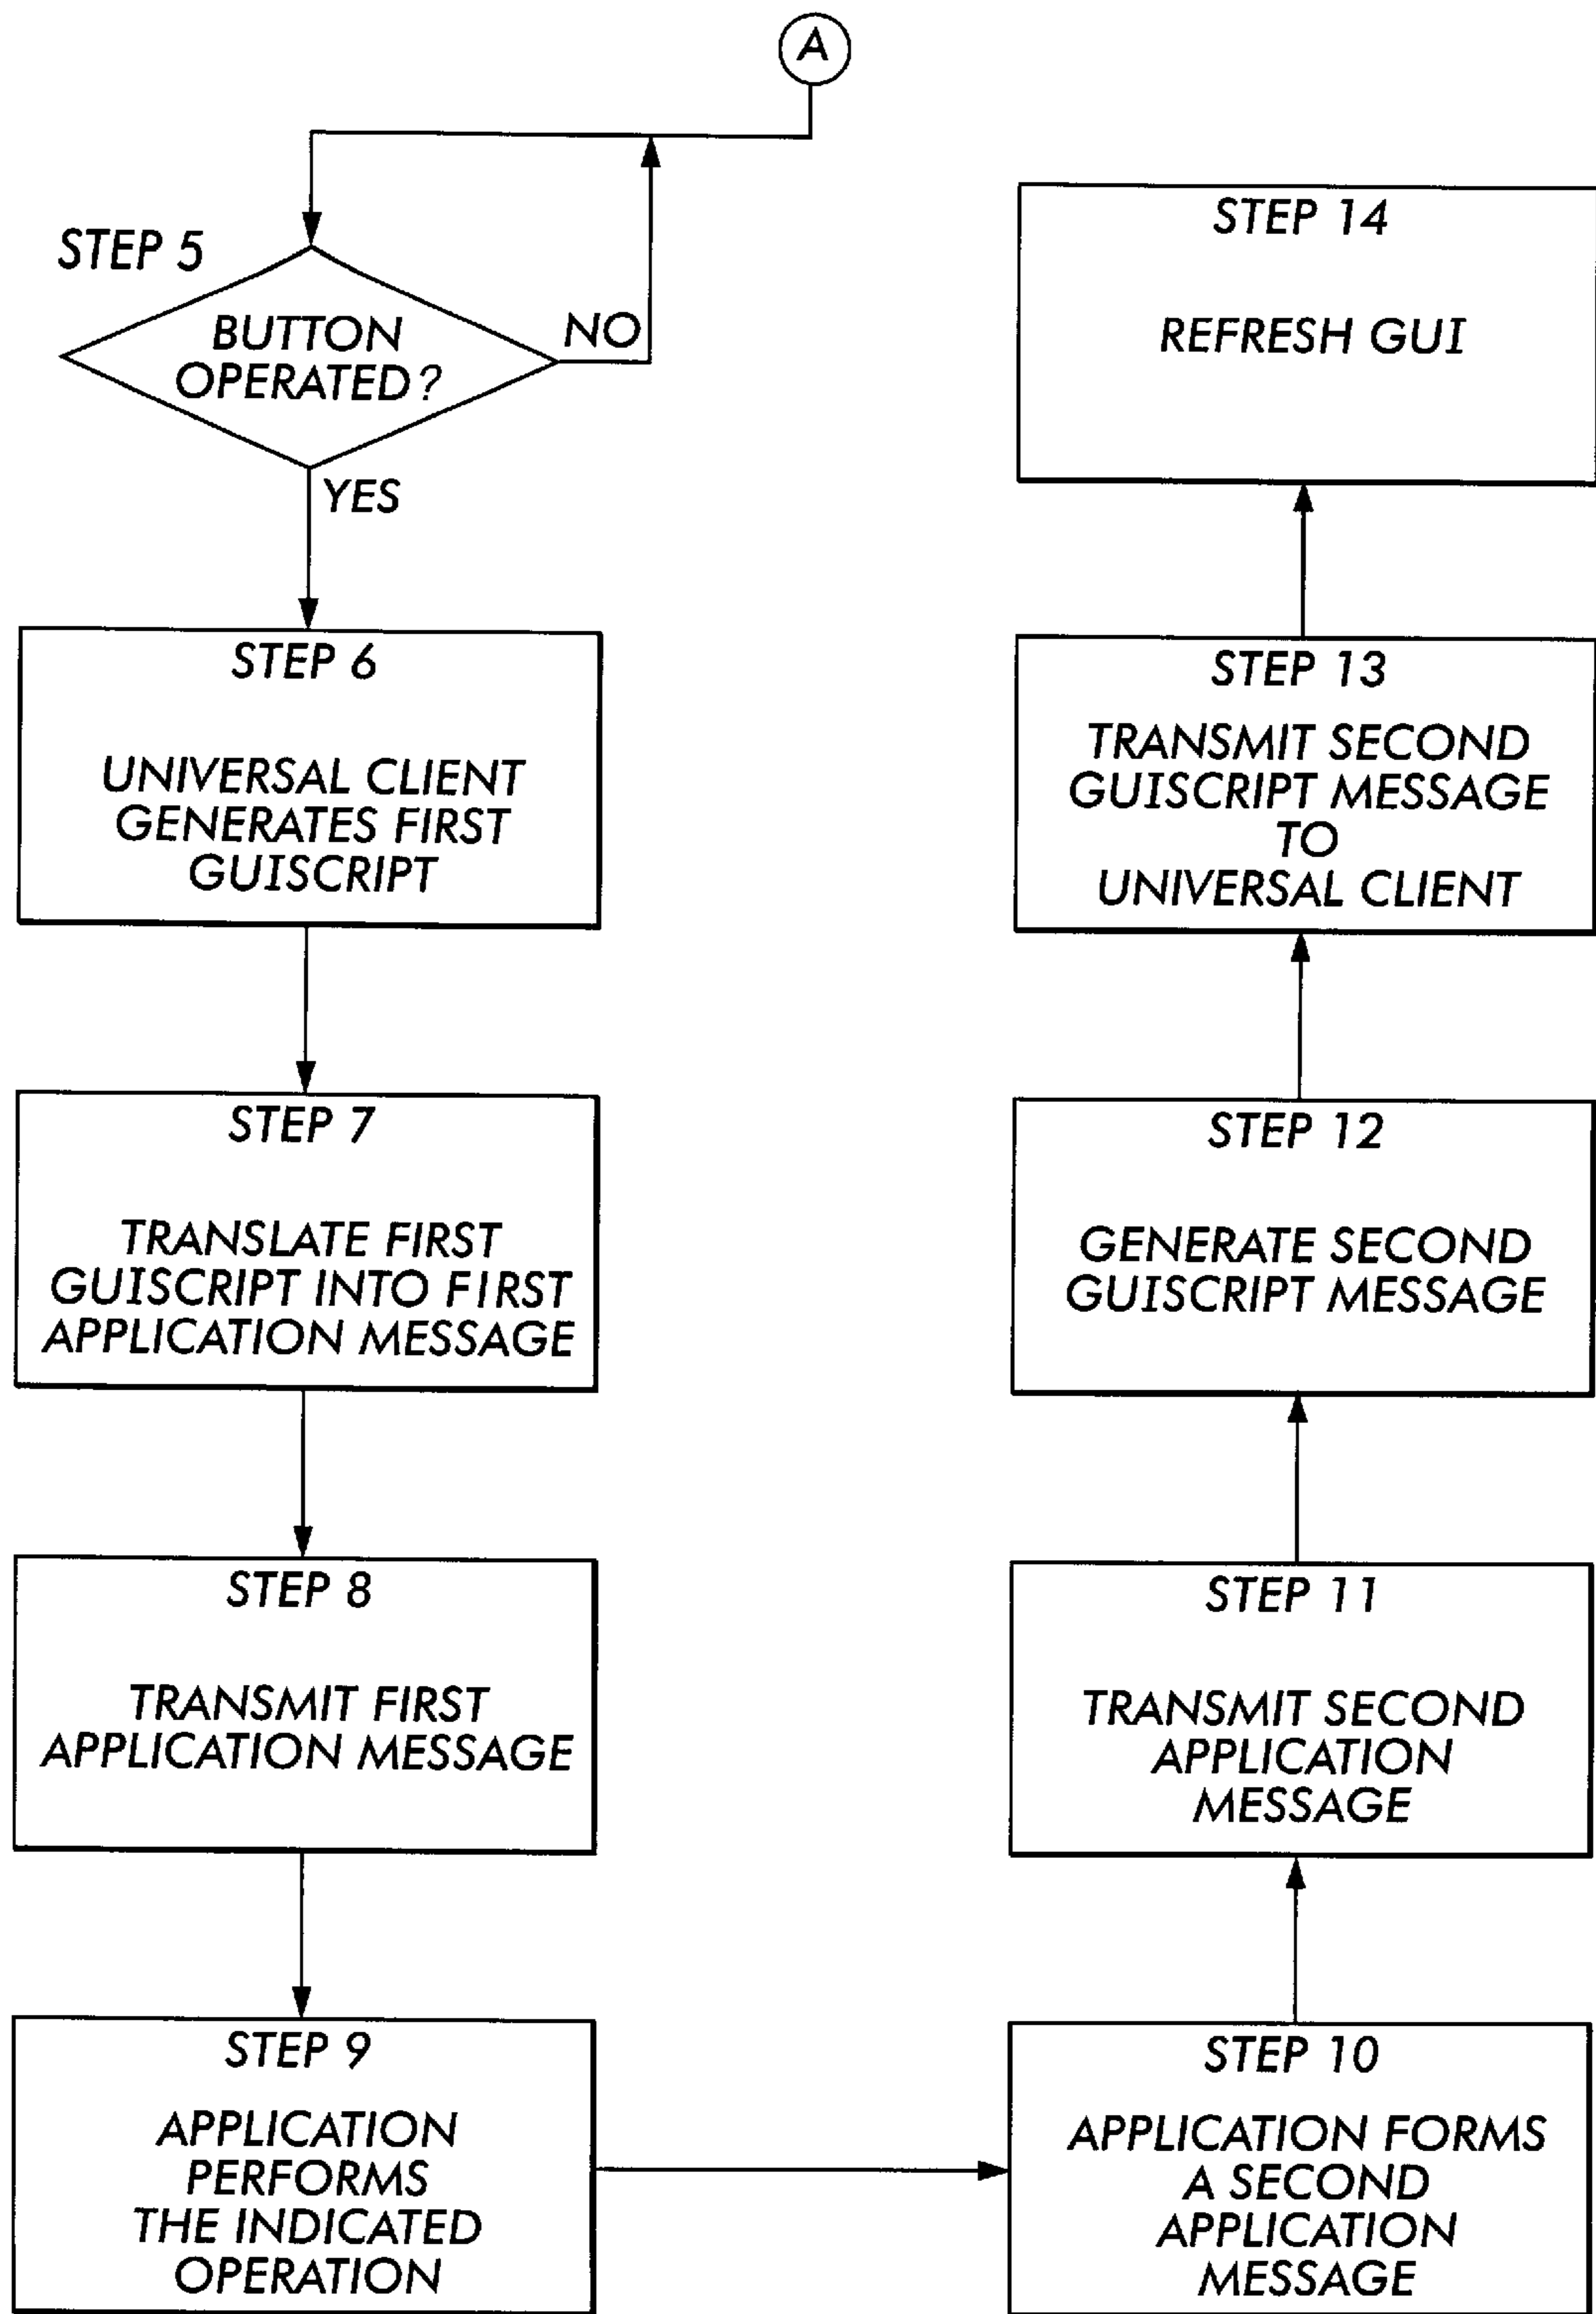 A
STEP 5
BUTTON
OPERATED?
NO
YES
STEP 6
UNIVERSAL CLIENT
GENERATES FIRST
GUISCRIPT
STEP 7
TRANSLATE FIRST
GUISCRIPT INTO FIRST
APPLICATION MESSAGE
STEP 8
TRANSMIT FIRST
APPLICATION MESSAGE
STEP 9
APPLICATION
PERFORMS
THE INDICATED
OPERATION
STEP 10
APPLICATION FORMS
A SECOND
APPLICATION
MESSAGE
STEP 11
TRANSMIT SECOND
APPLICATION
MESSAGE
STEP 12
GENERATE SECOND
GUISCRIPT MESSAGE
STEP 13
TRANSMIT SECOND
GUISCRIPT MESSAGE
TO
UNIVERSAL CLIENT
STEP 14
REFRESH GUI